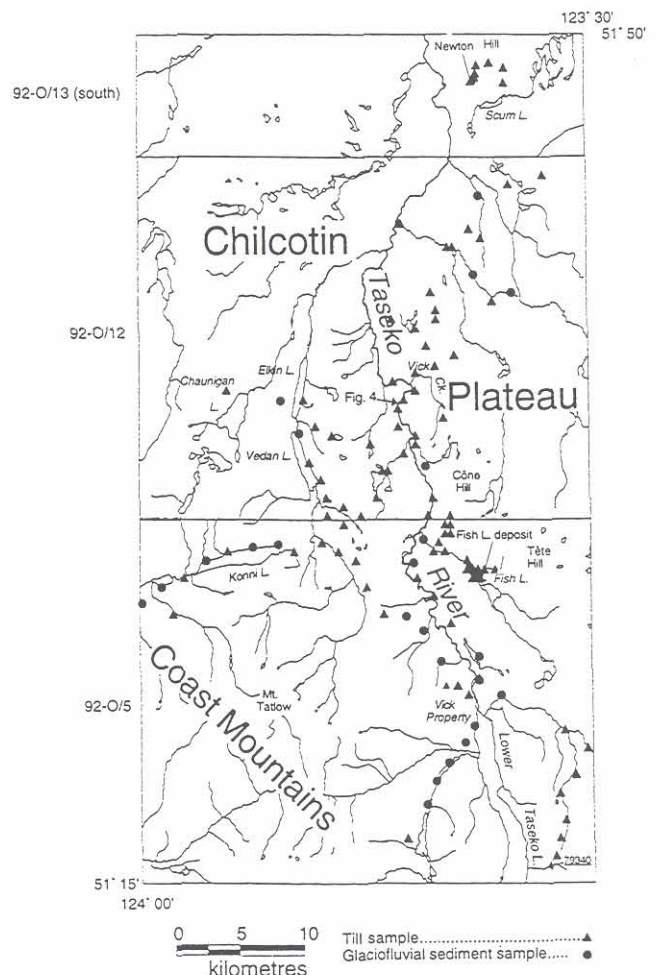 123° 30'
51° 50'
Newton Hill
92-O/13 (south)
Scum L.
Chilcotin
Taseko
92-O/12
Elkin L.
Vick
Ck.
Chaunigan
L.
Fig. 4
Plateau
Vedan L.
Cone
Hill
Fish L. deposit
Tête
Hill
Fish L.
Konni L.
River
Coast Mountains
Mt.
Tatlow
92-O/5
Vick
Property
Lower
Taseko L.
79340
51° 15'
124° 00'
0 5 10
kilometres
Till sample
Glaciofluvial sediment sample